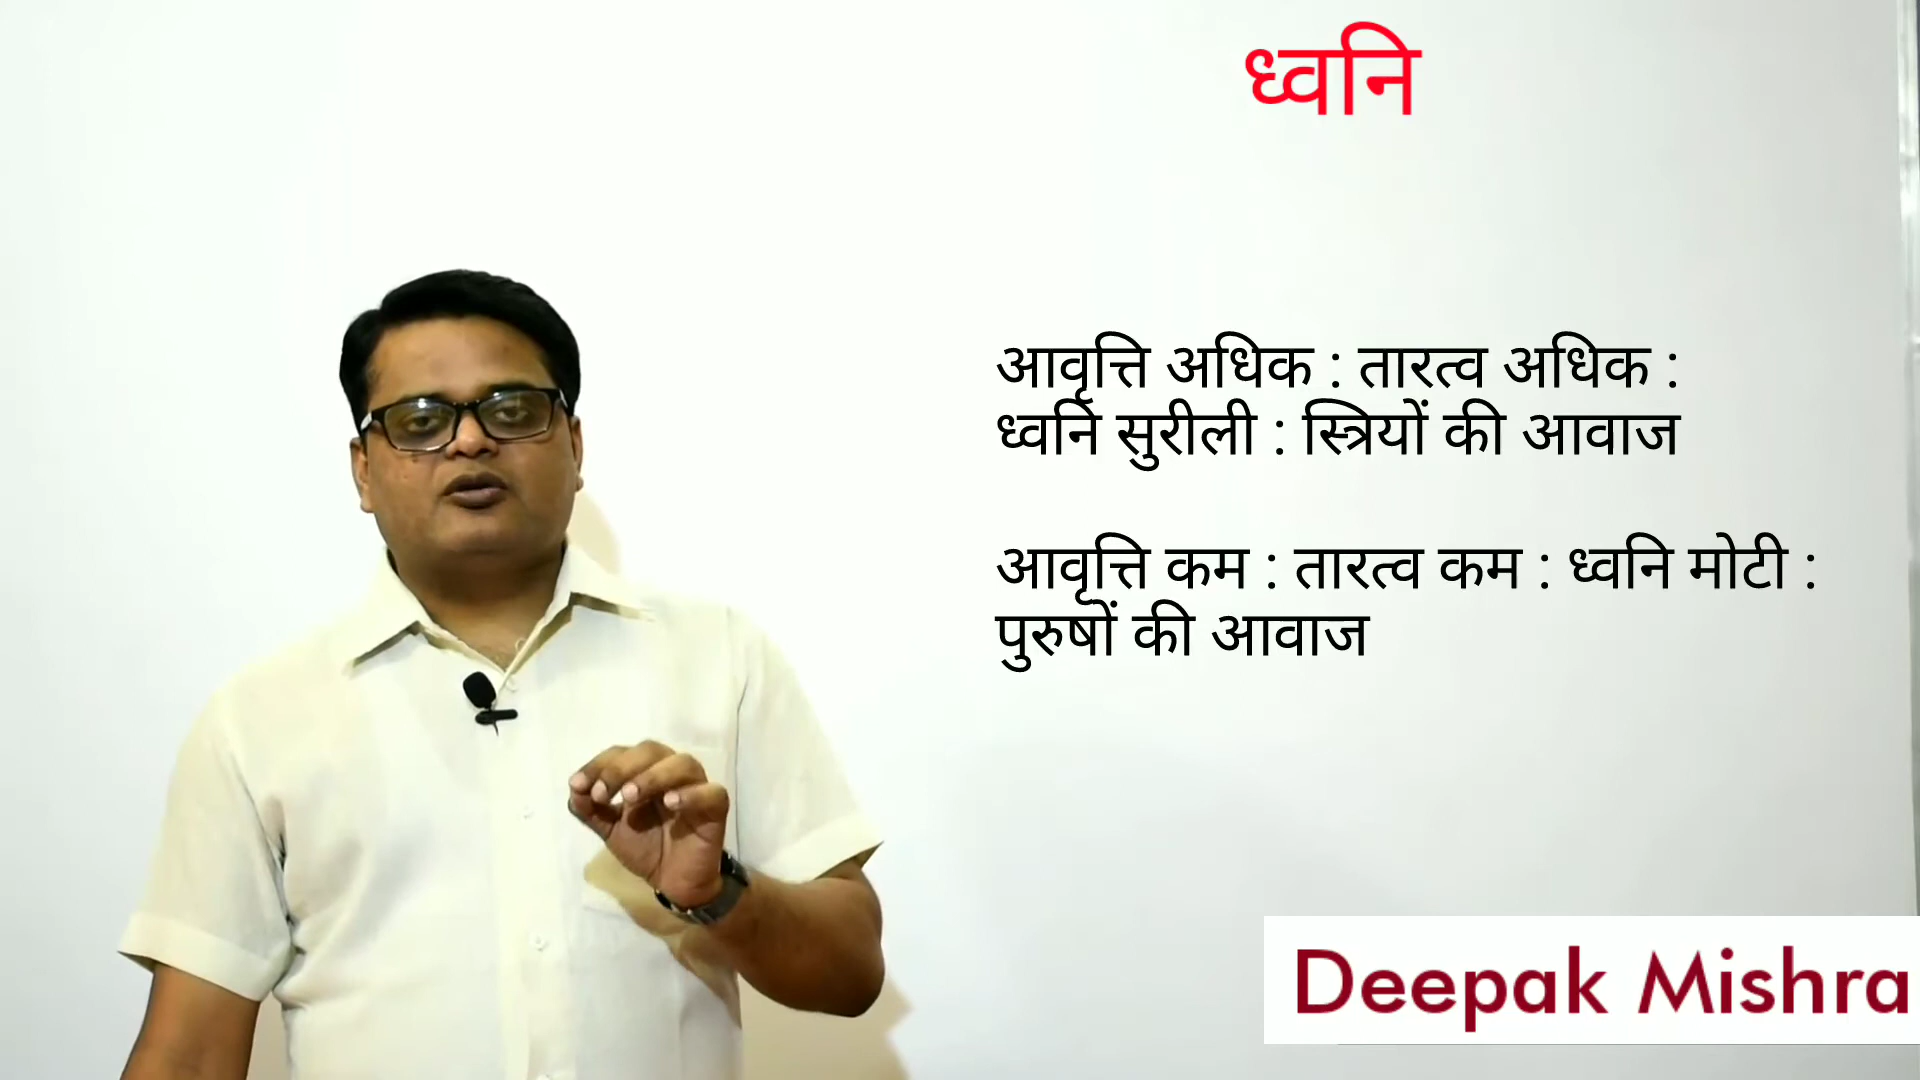 ध्वनि
आवृत्ति अधिक : तारत्व अधिक :
ध्वनि सुरीली : स्त्रियों की आवाज
आवृत्ति कम : तारत्व कम : ध्वनि मोटी :
पुरुषों की आवाज
Deepak Mishra